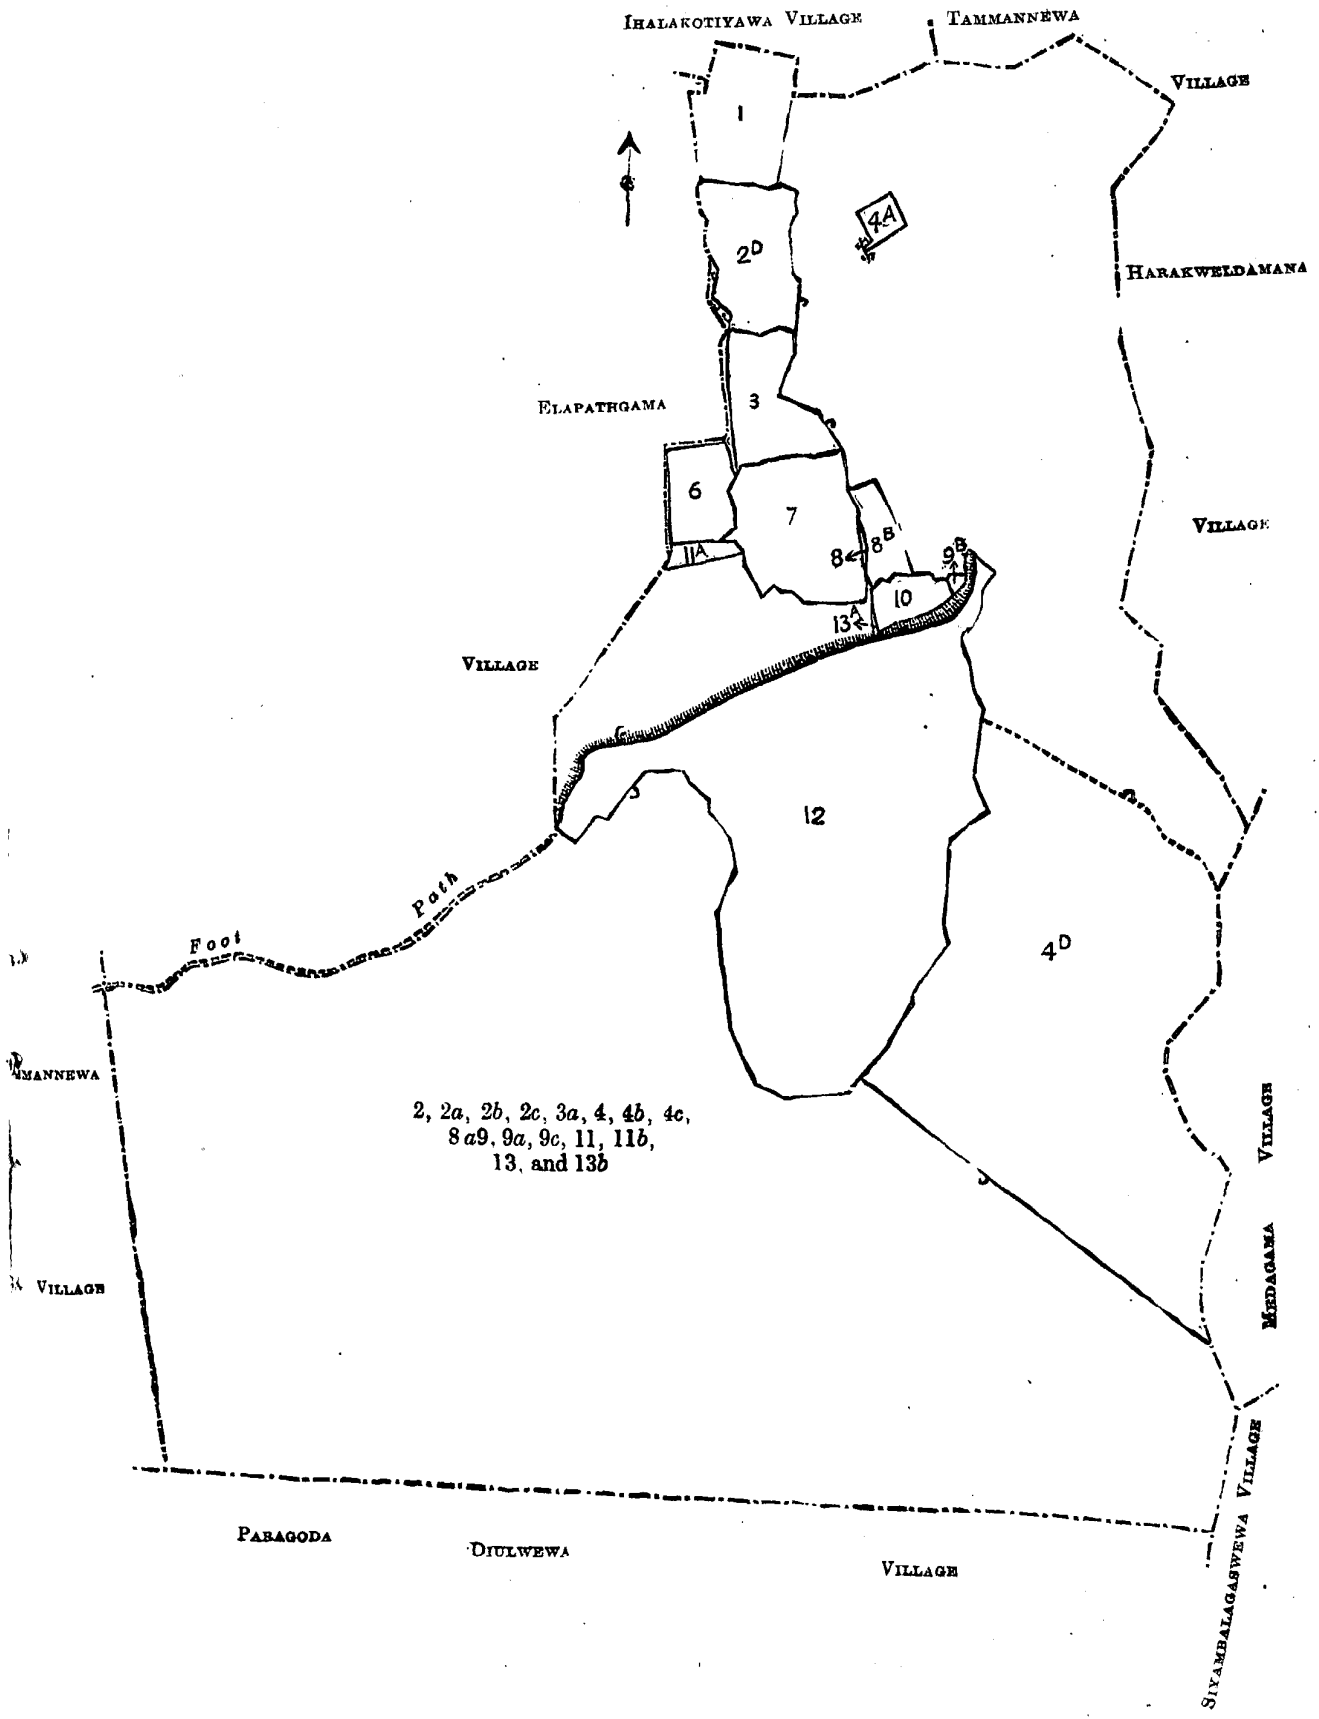 IHALAKOTIYAWA VILLAGE
TAMMANNEWA
VILLAGE
1
4A
2D
HARAKWELDAMANA
3
ELAPATHGAMA
6
7
VILLAGE
8
8B
9B
11A
10
13A
VILLAGE
12
Foot Path
4D
MANNEWA
2, 2a, 2b, 2c, 3a, 4, 4b, 4c,
8a9, 9a, 9c, 11, 11b,
13, and 13b
VILLAGE
MEDAGAMA VILLAGE
SIYAMBALAGASWEWA VILLAGE
PABAGODA
DIULWEWA
VILLAGE